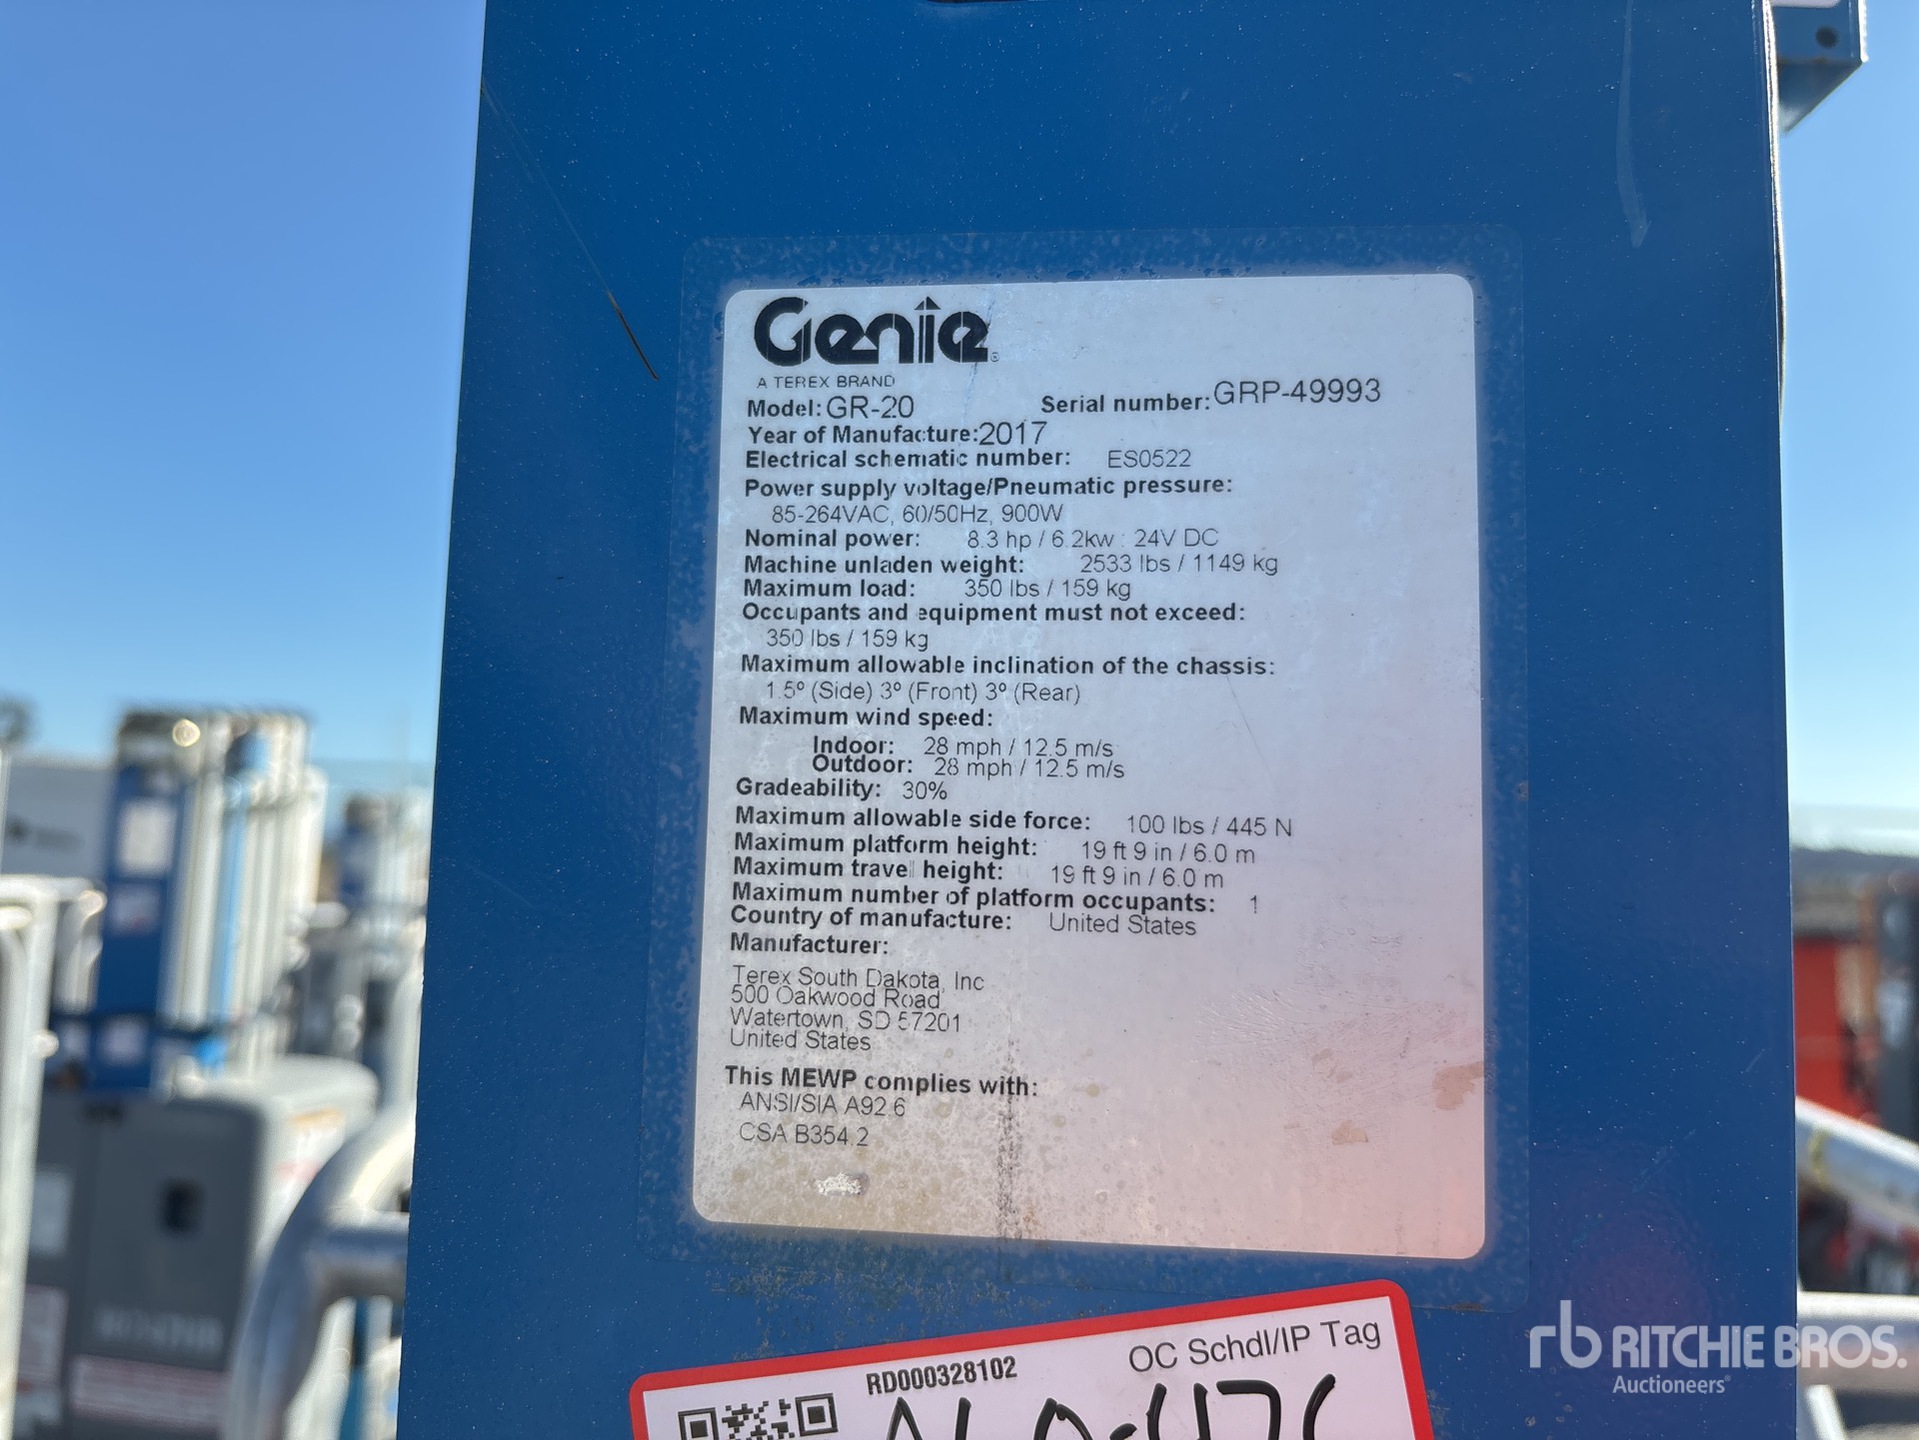 Genie®
A TEREX BRAND
Model: GR-20 Serial number: GRP-49993
Year of Manufacture: 2017
Electrical schematic number: ES0522
Power supply voltage/Pneumatic pressure:
85-264VAC, 60/50Hz, 900W
Nominal power: 8.3 hp / 6.2kw : 24V DC
Machine unladen weight: 2533 lbs / 1149 kg
Maximum load: 350 lbs / 159 kg
Occupants and equipment must not exceed:
350 lbs / 159 kg
Maximum allowable inclination of the chassis:
1.5° (Side) 3° (Front) 3° (Rear)
Maximum wind speed:
Indoor: 28 mph / 12.5 m/s
Outdoor: 28 mph / 12.5 m/s
Gradeability: 30%
Maximum allowable side force: 100 lbs / 445 N
Maximum platform height: 19 ft 9 in / 6.0 m
Maximum travel height: 19 ft 9 in / 6.0 m
Maximum number of platform occupants: 1
Country of manufacture: United States
Manufacturer:
Terex South Dakota, Inc
500 Oakwood Road
Watertown, SD 57201
United States
This MEWP complies with:
ANSI/SIA A92.6
CSA B354.2
RD000328102 OC Schdl/IP Tag
rb RITCHIE BROS.
Auctioneers®